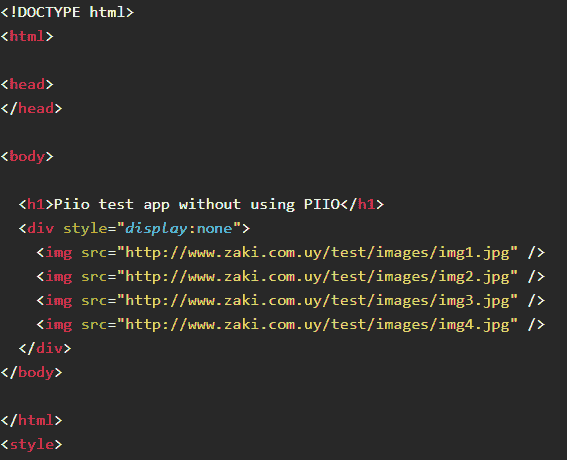 <!DOCTYPE html>
<html>
<head>
</head>
<body>
<h1>Piio test app without using PIIO</h1>
<div style="display:none">
<img src="http://www.zaki.com.uy/test/images/img1.jpg" />
<img src="http://www.zaki.com.uy/test/images/img2.jpg" />
<img src="http://www.zaki.com.uy/test/images/img3.jpg" />
<img src="http://www.zaki.com.uy/test/images/img4.jpg" />
</div>
</body>
</html>
<style>